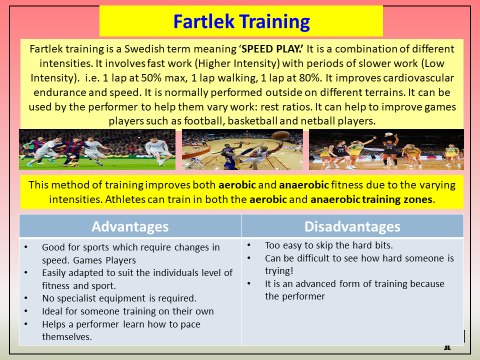 Fartlek Training
Fartlek training is a Swedish term meaning ‘SPEED PLAY.’ It is a combination of different
intensities. It involves fast work (Higher Intensity) with periods of slower work (Low
Intensity).  i.e. 1 lap at 50% max, 1 lap walking, 1 lap at 80%. It improves cardiovascular
endurance and speed. It is normally performed outside on different terrains. It can be
used by the performer to help them vary work: rest ratios. It can help to improve games
players such as football, basketball and netball players.
This method of training improves both aerobic and anaerobic fitness due to the varying
intensities. Athletes can train in both the aerobic and anaerobic training zones.
Advantages
• Good for sports which require changes in
speed. Games Players
• Easily adapted to suit the individuals level of
fitness and sport.
• No specialist equipment is required.
• Ideal for someone training on their own
• Helps a performer learn how to pace
themselves.
Disadvantages
• Too easy to skip the hard bits.
• Can be difficult to see how hard someone is
trying!
• It is an advanced form of training because
the performer